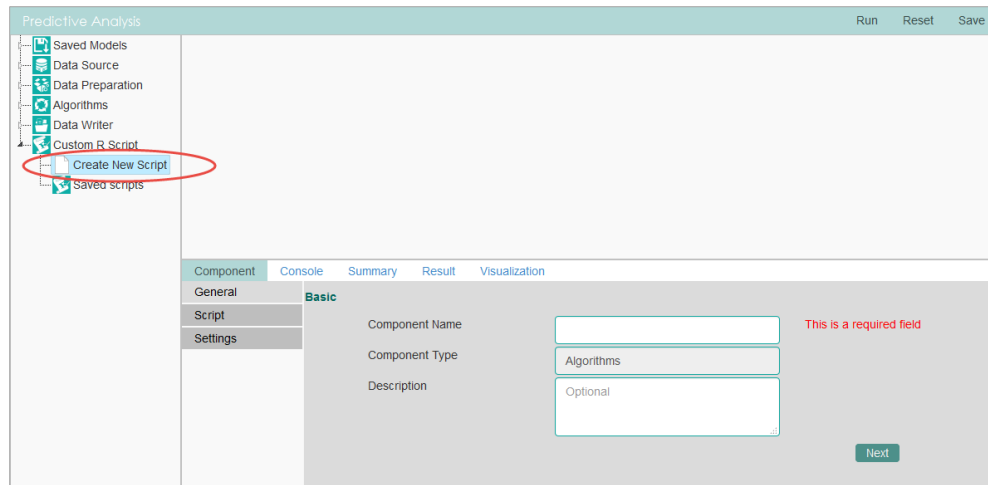 Predictive Analysis Run Reset Save
Saved Models
Data Source
Data Preparation
Algorithms
Data Writer
Custom R Script
Create New Script
Saved scripts
Component Console Summary Result Visualization
General
Script
Settings
Basic
Component Name This is a required field
Component Type Algorithms
Description Optional
Next